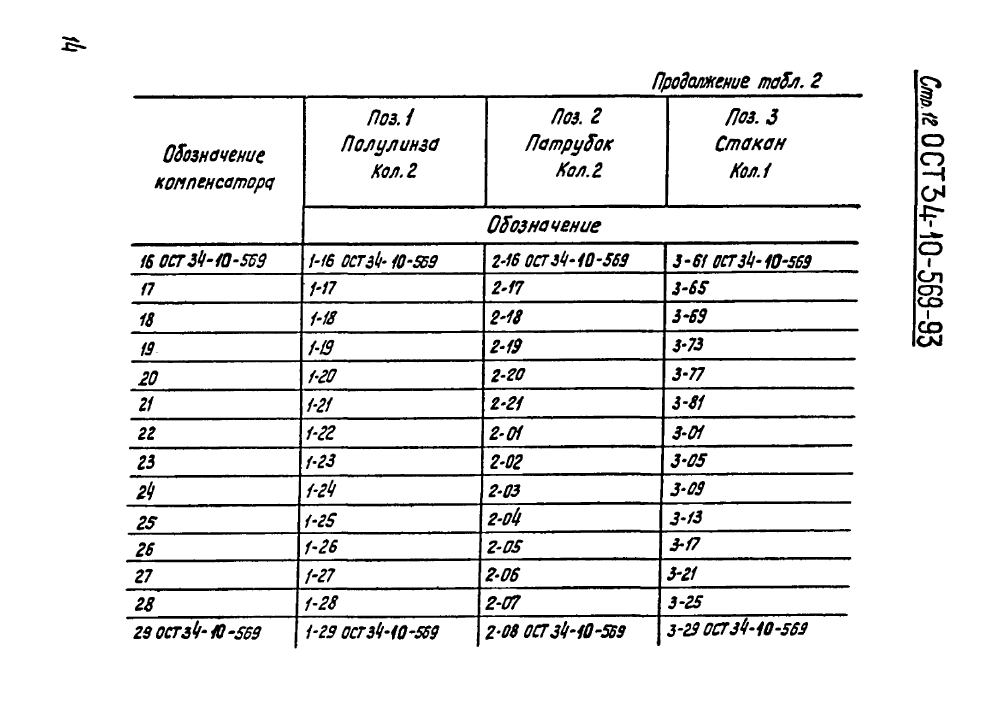 14
Стр. 12 ОСТ 34-10-569-93
Продолжение табл. 2
Обозначение компенсатора
Поз. 1 Полулинза Кол. 2
Поз. 2 Патрубок Кол. 2
Поз. 3 Стакан Кол. 1
Обозначение
16 ОСТ 34-10-569 1-16 ОСТ 34-10-569 2-16 ОСТ 34-10-569 3-61 ОСТ 34-10-569
17 1-17 2-17 3-65
18 1-18 2-18 3-69
19 1-19 2-19 3-73
20 1-20 2-20 3-77
21 1-21 2-21 3-81
22 1-22 2-01 3-01
23 1-23 2-02 3-05
24 1-24 2-03 3-09
25 1-25 2-04 3-13
26 1-26 2-05 3-17
27 1-27 2-06 3-21
28 1-28 2-07 3-25
29 ОСТ 34-10-569 1-29 ОСТ 34-10-569 2-08 ОСТ 34-10-569 3-29 ОСТ 34-10-569